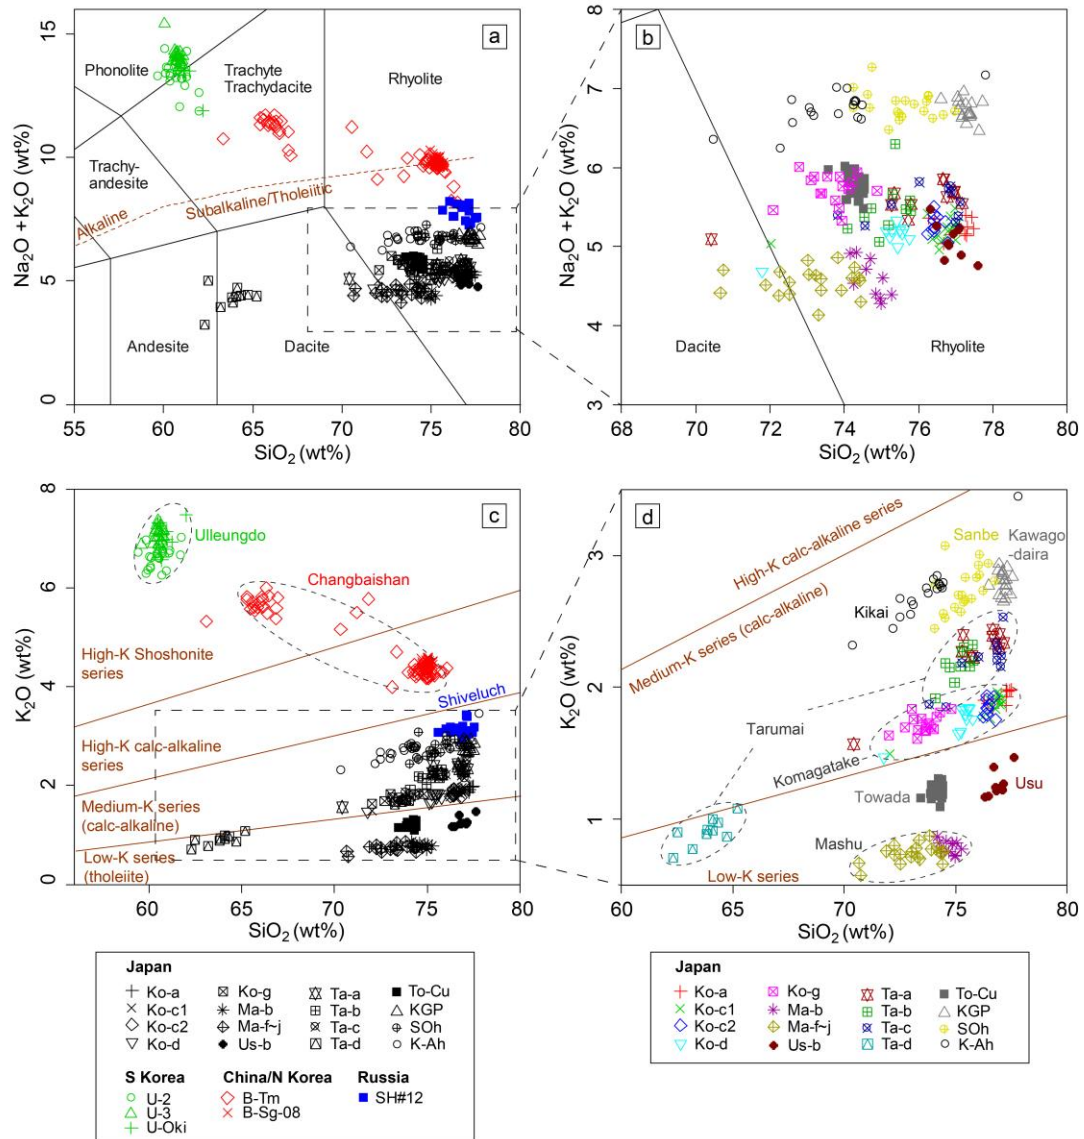 a
15
10
5
0
Na2O + K2O (wt%)
Phonolite
Trachyte
Trachydacite
Rhyolite
Trachy-
andesite
Alkaline
Subalkaline/Tholeiitic
Andesite
Dacite
55 60 65 70 75 80
SiO2 (wt%)
b
8
7
6
5
4
3
Na2O + K2O (wt%)
Dacite
Rhyolite
68 70 72 74 76 78 80
SiO2 (wt%)
c
8
6
4
2
0
K2O (wt%)
Ulleungdo
Changbaishan
High-K Shoshonite
series
Shiveluch
High-K calc-alkaline
series
Medium-K series
(calc-alkaline)
Low-K series
(tholeiite)
60 65 70 75 80
SiO2 (wt%)
d
3
2
1
K2O (wt%)
High-K calc-alkaline series
Medium-K series (calc-alkaline)
Sanbe
Kawago
-daira
Kikai
Tarumai
Komagatake
Towada
Usu
Mashu
Low-K series
60 65 70 75 80
SiO2 (wt%)
Japan
Ko-a Ko-g Ta-a To-Cu
Ko-c1 Ma-b Ta-b KGP
Ko-c2 Ma-f~j Ta-c SOh
Ko-d Us-b Ta-d K-Ah
S Korea China/N Korea Russia
U-2 B-Tm SH#12
U-3 B-Sg-08
U-Oki
Japan
Ko-a Ko-g Ta-a To-Cu
Ko-c1 Ma-b Ta-b KGP
Ko-c2 Ma-f~j Ta-c SOh
Ko-d Us-b Ta-d K-Ah